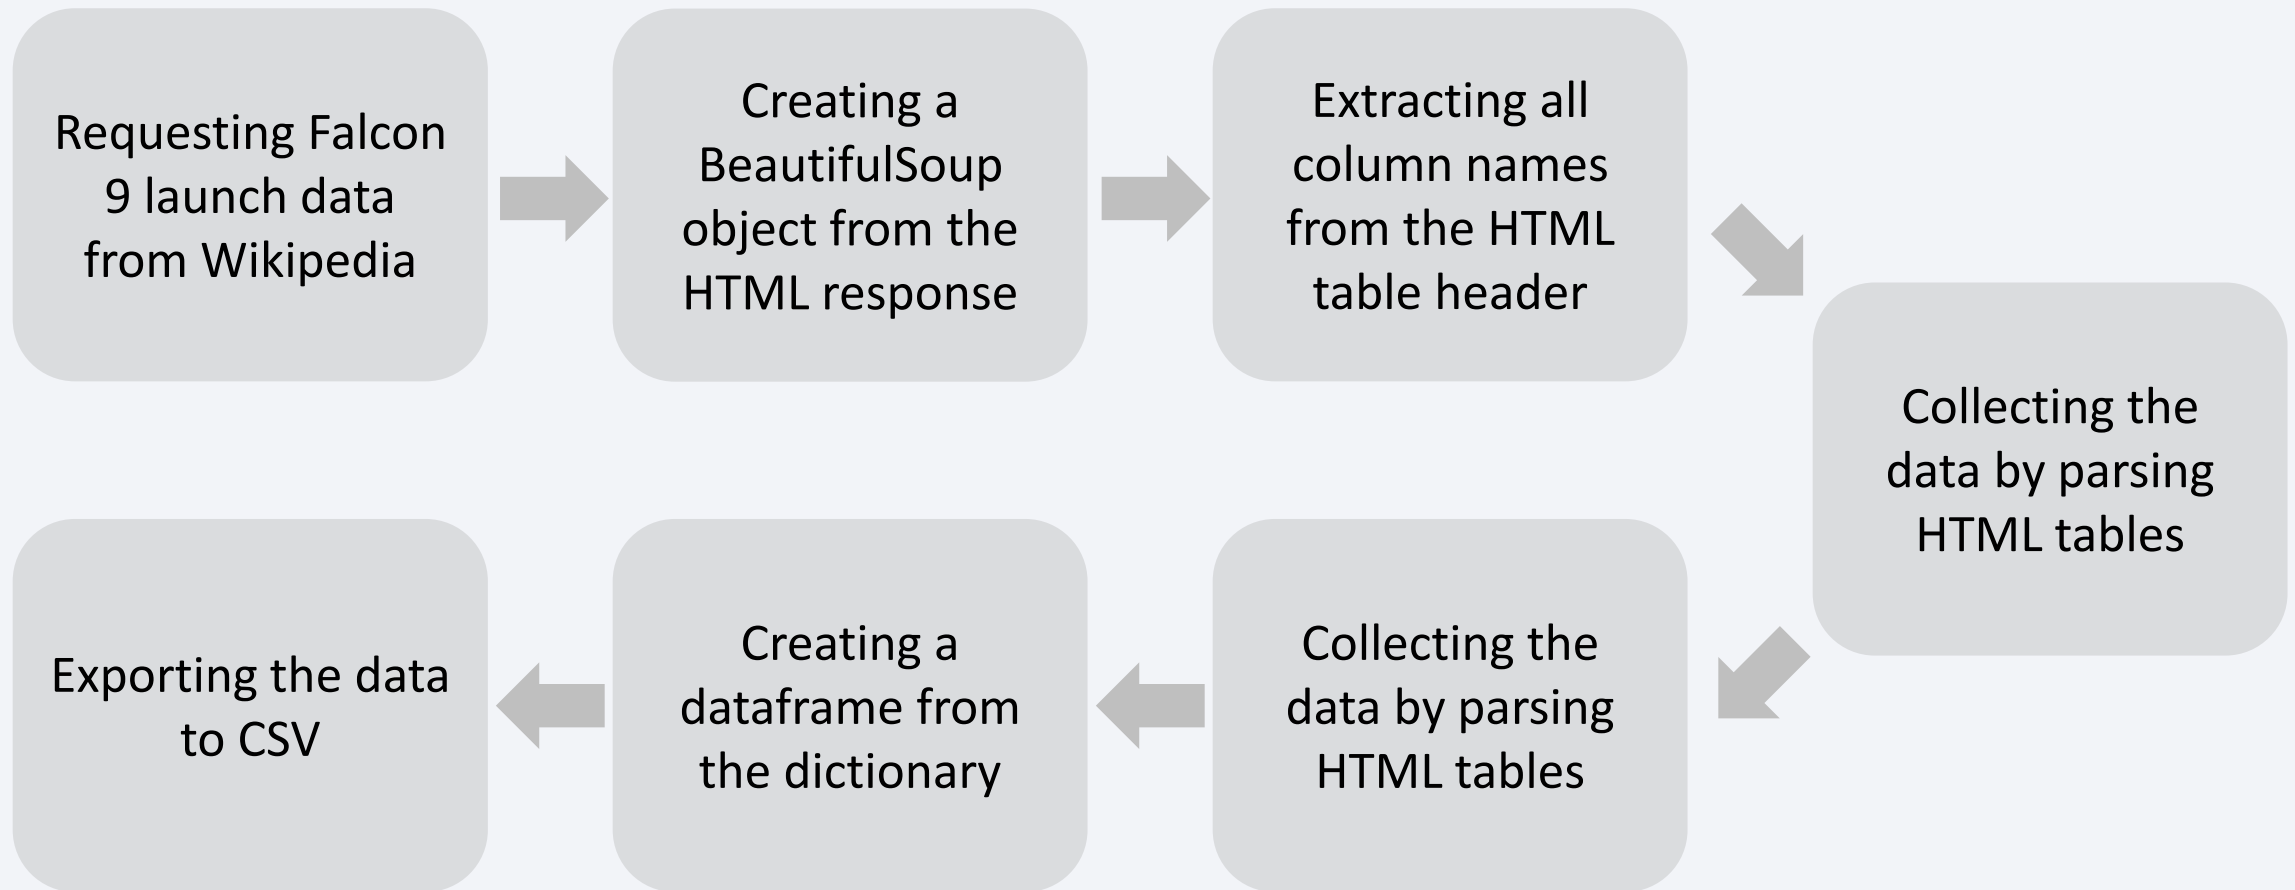 Requesting Falcon
9 launch data
from Wikipedia
Creating a
BeautifulSoup
object from the
HTML response
Extracting all
column names
from the HTML
table header
Collecting the
data by parsing
HTML tables
Collecting the
data by parsing
HTML tables
Creating a
dataframe from
the dictionary
Exporting the data
to CSV